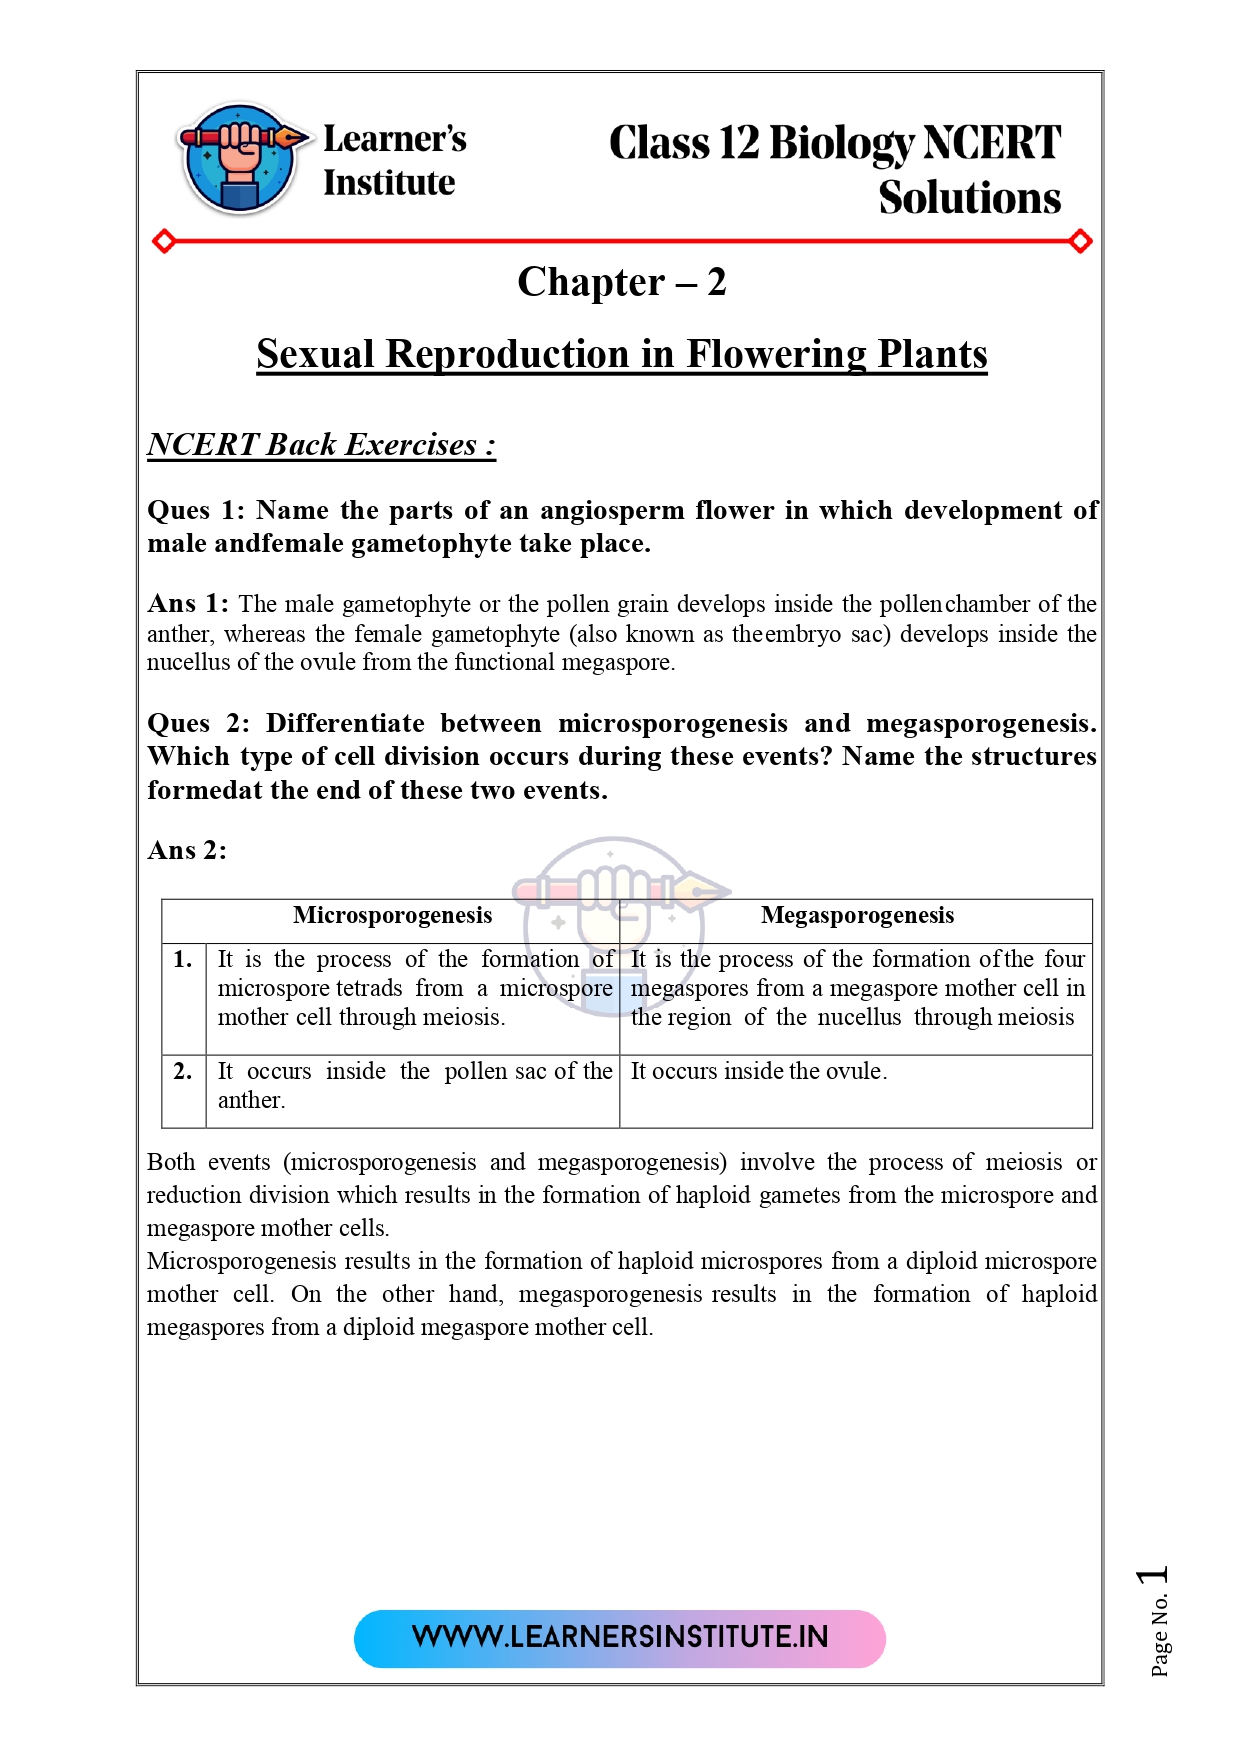 Learner's
Institute
Class 12 Biology NCERT
Solutions
Chapter – 2
Sexual Reproduction in Flowering Plants
NCERT Back Exercises :
Ques 1: Name the parts of an angiosperm flower in which development of
male andfemale gametophyte take place.
Ans 1: The male gametophyte or the pollen grain develops inside the pollenchamber of the
anther, whereas the female gametophyte (also known as theembryo sac) develops inside the
nucellus of the ovule from the functional megaspore.
Ques 2: Differentiate between microsporogenesis and megasporogenesis.
Which type of cell division occurs during these events? Name the structures
formedat the end of these two events.
Ans 2:
Microsporogenesis
Megasporogenesis
1.
It is the process of the formation of
microspore tetrads from a microspore
mother cell through meiosis.
It is the process of the formation ofthe four
megaspores from a megaspore mother cell in
the region of the nucellus through meiosis
2.
It occurs inside the pollen sac of the
anther.
It occurs inside the ovule.
Both events (microsporogenesis and megasporogenesis) involve the process of meiosis or
reduction division which results in the formation of haploid gametes from the microspore and
megaspore mother cells.
Microsporogenesis results in the formation of haploid microspores from a diploid microspore
mother cell. On the other hand, megasporogenesis results in the formation of haploid
megaspores from a diploid megaspore mother cell.
WWW.LEARNERSINSTITUTE.IN
Page No. 1